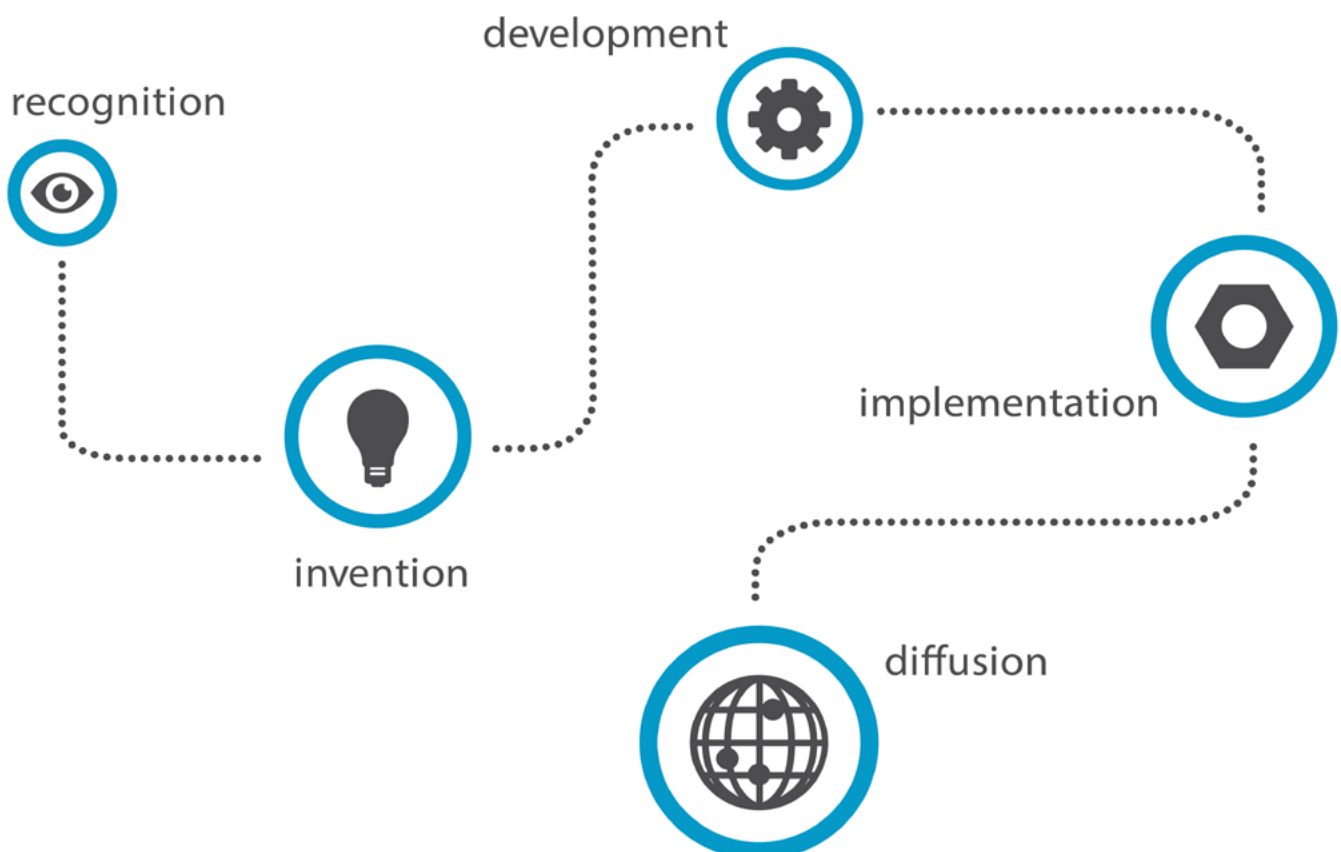 recognition
invention
development
implementation
diffusion